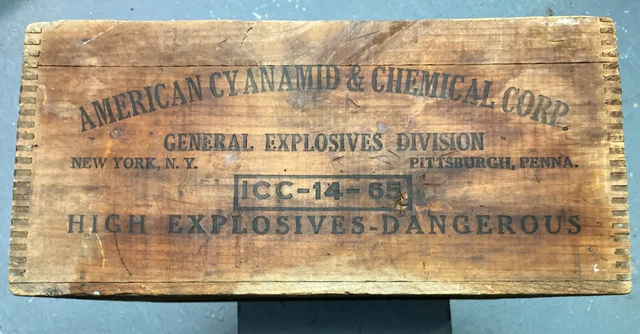 AMERICAN CYANAMID & CHEMICAL CORP.
GENERAL EXPLOSIVES DIVISION
NEW YORK, N. Y. PITTSBURGH, PENNA.
ICC-14-65
HIGH EXPLOSIVES-DANGEROUS